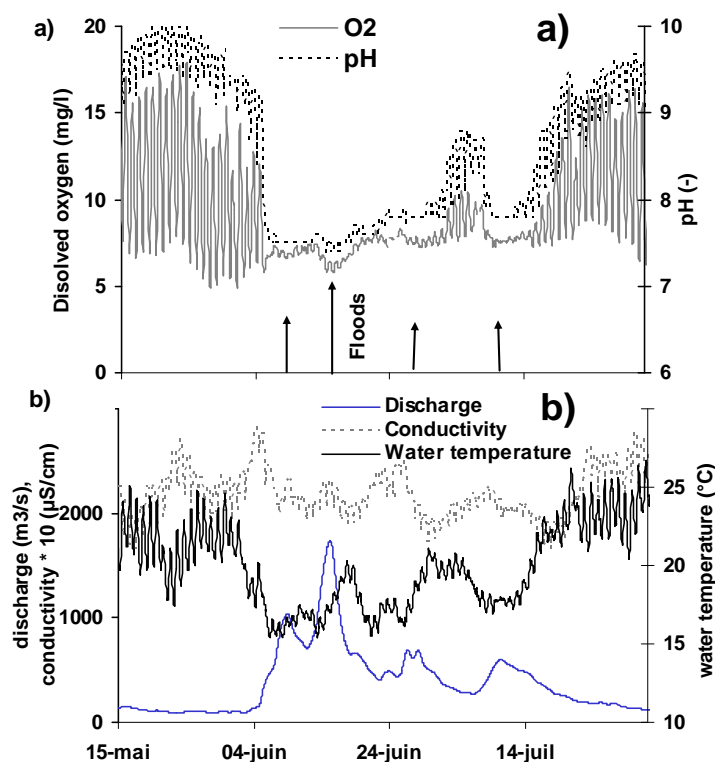 a)
a)
O2
pH
Disolved oxygen (mg/l)
20
15
10
5
0
10
9
8
7
6
pH (-)
Floods
b)
b)
Discharge
Conductivity
Water temperature
discharge (m3/s),
conductivity * 10 (µS/cm)
2000
1000
0
25
20
15
10
water temperature (°C)
15-mai
04-juin
24-juin
14-juil